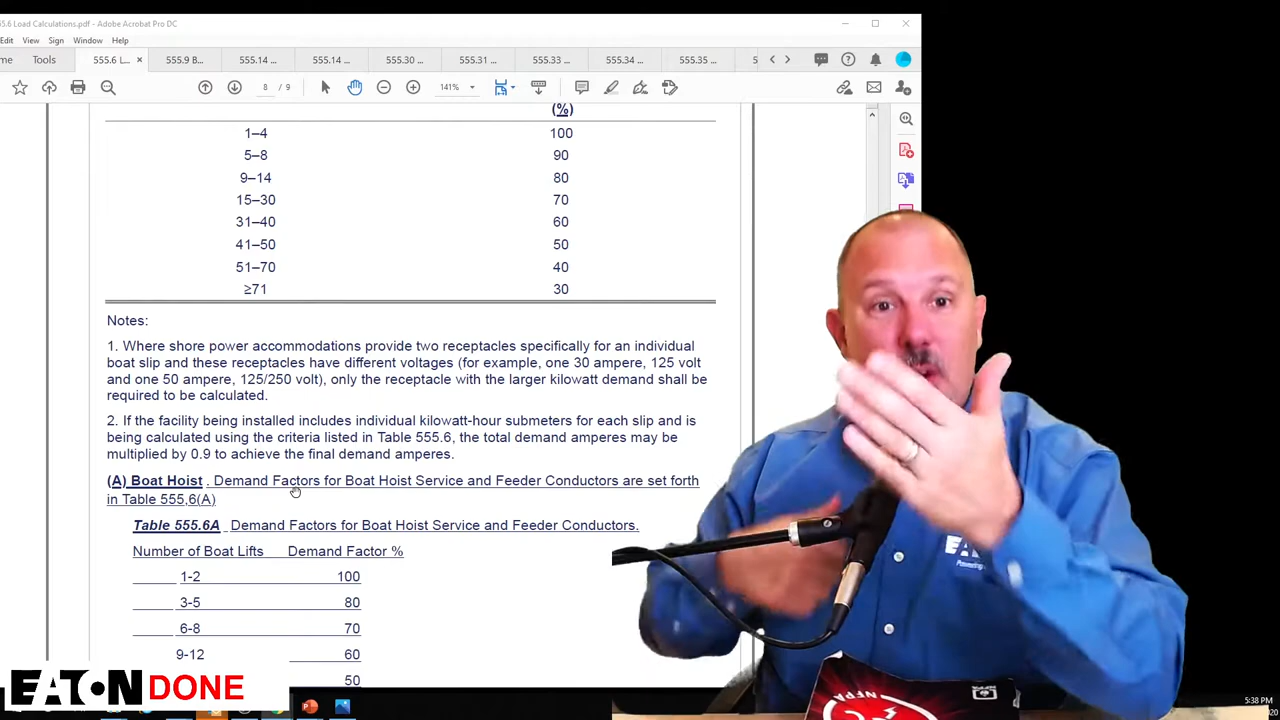 555.6 Load Calculations.pdf - Adobe Acrobat Pro DC
Edit View Sign Window Help
me Tools 555.6 L... × 555.9 B 555.14 ... 555.14 ... 555.30 ... 555.31 ... 555.33 ... 555.34 ... 555.35 ... 5
8 / 9 141%
(%)
1–4 100
5–8 90
9–14 80
15–30 70
31–40 60
41–50 50
51–70 40
≥71 30
Notes:
1. Where shore power accommodations provide two receptacles specifically for an individual
boat slip and these receptacles have different voltages (for example, one 30 ampere, 125 volt
and one 50 ampere, 125/250 volt), only the receptacle with the larger kilowatt demand shall be
required to be calculated.
2. If the facility being installed includes individual kilowatt-hour submeters for each slip and is
being calculated using the criteria listed in Table 555.6, the total demand amperes may be
multiplied by 0.9 to achieve the final demand amperes.
(A) Boat Hoist . Demand Factors for Boat Hoist Service and Feeder Conductors are set forth
in Table 555.6(A)
Table 555.6A Demand Factors for Boat Hoist Service and Feeder Conductors.
Number of Boat Lifts Demand Factor %
1-2 100
3-5 80
6-8 70
9-12 60
50
EATON DONE
EAT
NFPA
5:38 PM